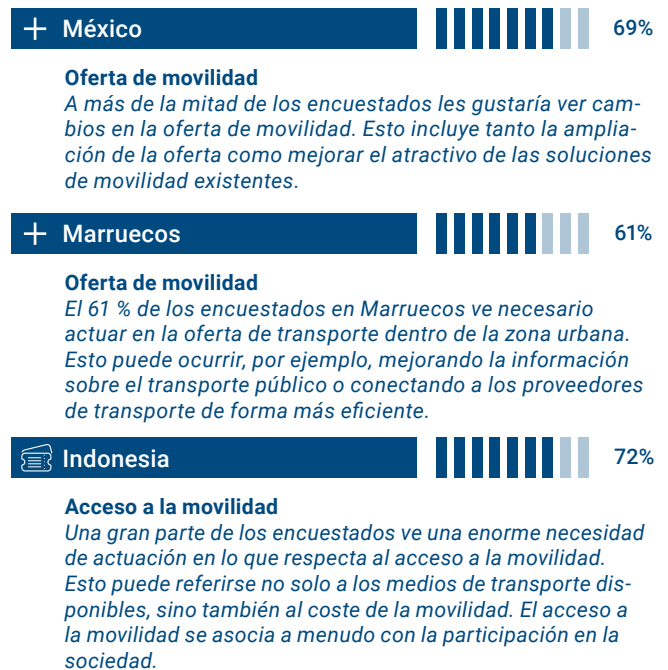 México 69%
Oferta de movilidad
A más de la mitad de los encuestados les gustaría ver cam-
bios en la oferta de movilidad. Esto incluye tanto la amplia-
ción de la oferta como mejorar el atractivo de las soluciones
de movilidad existentes.
Marruecos 61%
Oferta de movilidad
El 61 % de los encuestados en Marruecos ve necesario
actuar en la oferta de transporte dentro de la zona urbana.
Esto puede ocurrir, por ejemplo, mejorando la información
sobre el transporte público o conectando a los proveedores
de transporte de forma más eficiente.
Indonesia 72%
Acceso a la movilidad
Una gran parte de los encuestados ve una enorme necesidad
de actuación en lo que respecta al acceso a la movilidad.
Esto puede referirse no solo a los medios de transporte dis-
ponibles, sino también al coste de la movilidad. El acceso a
la movilidad se asocia a menudo con la participación en la
sociedad.